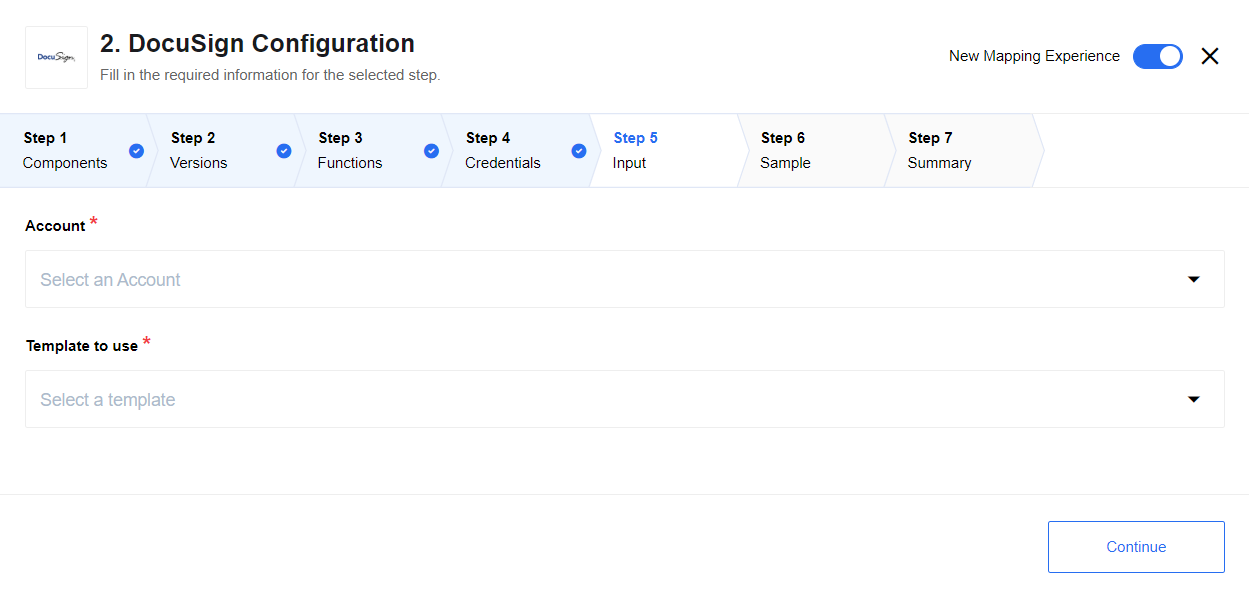 DocuSign
2. DocuSign Configuration
Fill in the required information for the selected step.
New Mapping Experience
Step 1
Components
Step 2
Versions
Step 3
Functions
Step 4
Credentials
Step 5
Input
Step 6
Sample
Step 7
Summary
Account *
Select an Account
Template to use *
Select a template
Continue